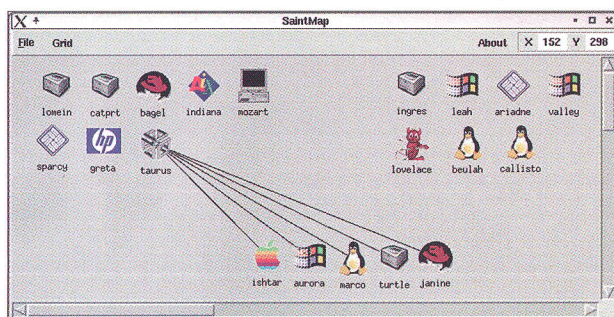 SaintMap
File Grid About X 152 Y 298
lomein catprt bagel indiana mozart ingres leah ariadne valley
hp
sparcy greta taurus lovelace beulah callisto
ishtar aurora marco turtle janine